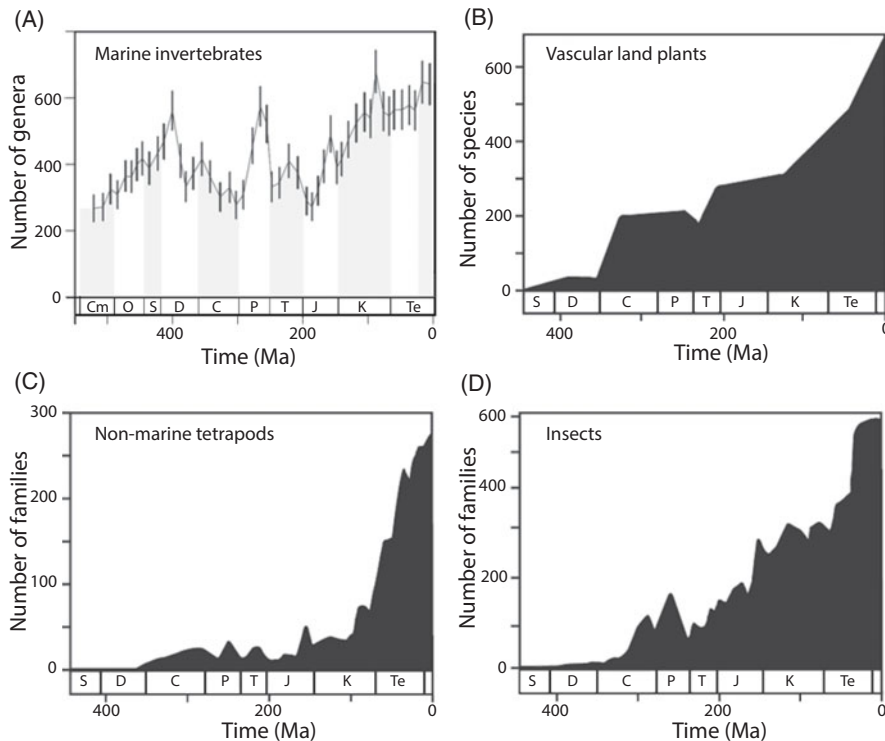 (A)
Marine invertebrates
Number of genera
600
400
200
0
Cm O S D C P T J K Te
400 200 0
Time (Ma)
(B)
Vascular land plants
Number of species
600
400
200
0
S D C P T J K Te
400 200 0
Time (Ma)
(C)
Non-marine tetrapods
Number of families
300
200
100
0
S D C P T J K Te
400 200 0
Time (Ma)
(D)
Insects
Number of families
600
400
200
0
S D C P T J K Te
400 200 0
Time (Ma)